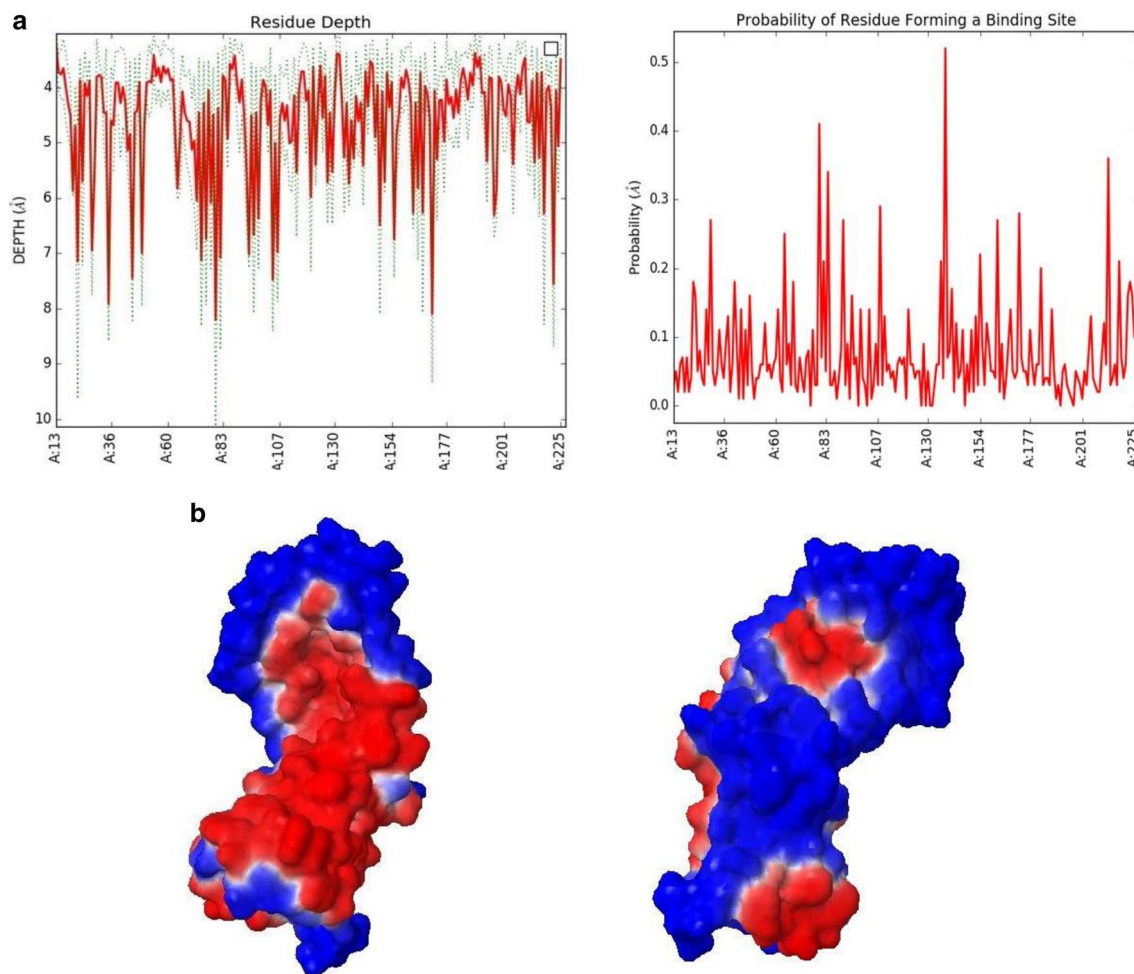 a
Residue Depth
DEPTH (Å)
4
5
6
7
8
9
10
A:13
A:36
A:60
A:83
A:107
A:130
A:154
A:177
A:201
A:225
Probability of Residue Forming a Binding Site
Probability (Å)
0.5
0.4
0.3
0.2
0.1
0.0
A:13
A:36
A:60
A:83
A:107
A:130
A:154
A:177
A:201
A:225
b